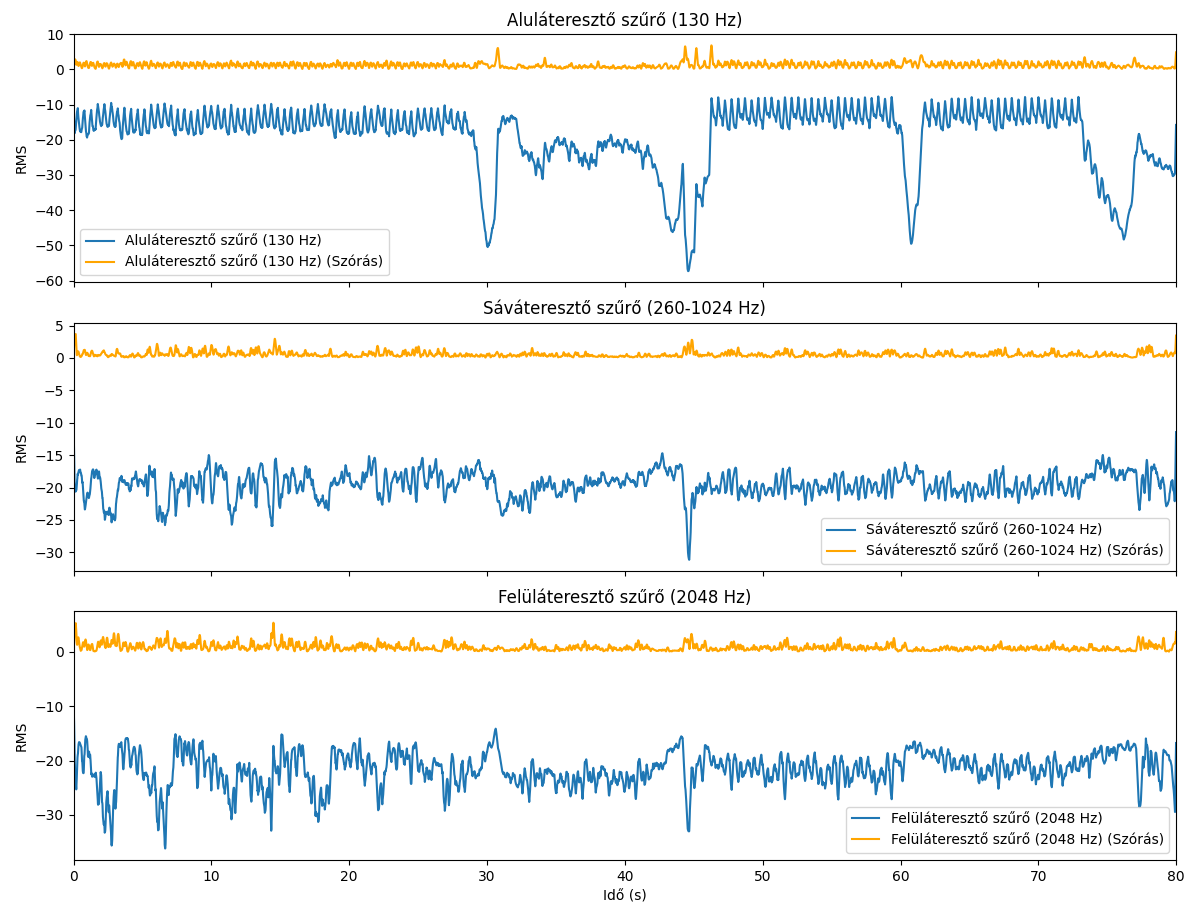 Aluláteresztő szűrő (130 Hz)
10
0
−10
−20
−30
−40
−50
−60
RMS
Aluláteresztő szűrő (130 Hz)
Aluláteresztő szűrő (130 Hz) (Szórás)
Sáváteresztő szűrő (260-1024 Hz)
5
0
−5
−10
−15
−20
−25
−30
RMS
Sáváteresztő szűrő (260-1024 Hz)
Sáváteresztő szűrő (260-1024 Hz) (Szórás)
Felüláteresztő szűrő (2048 Hz)
0
−10
−20
−30
RMS
Felüláteresztő szűrő (2048 Hz)
Felüláteresztő szűrő (2048 Hz) (Szórás)
0 10 20 30 40 50 60 70 80
Idő (s)